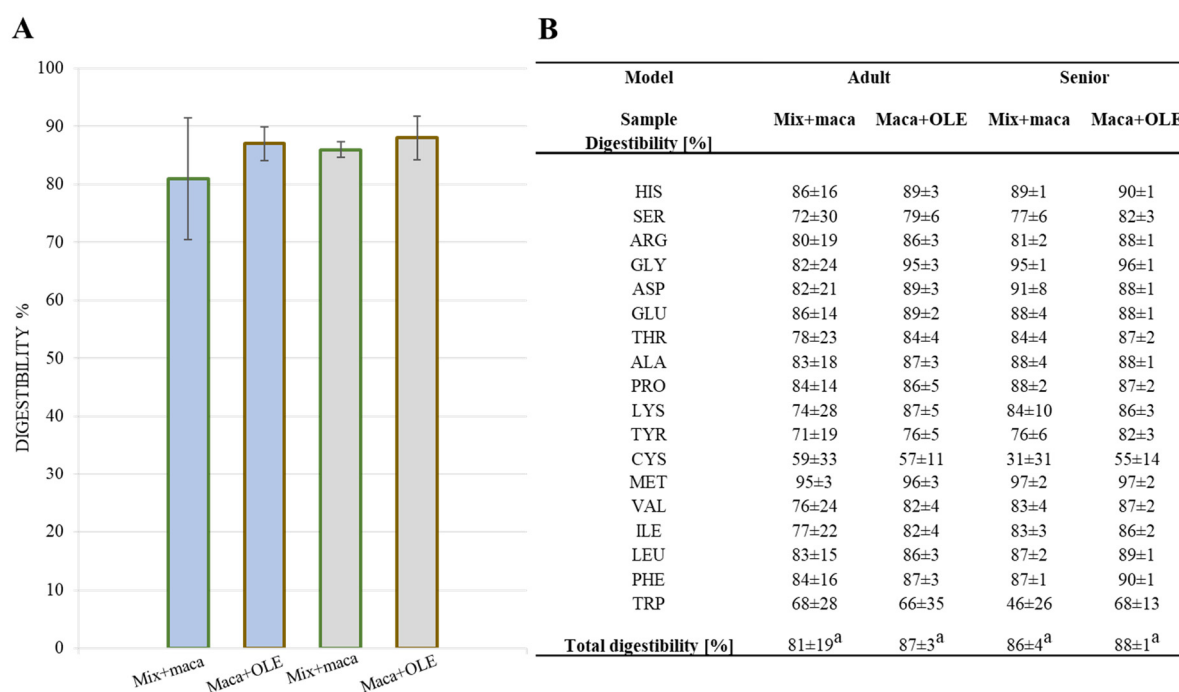 A
100
90
80
70
60
50
40
30
20
10
0
DIGESTIBILITY %
Mix+maca
Maca+OLE
Mix+maca
Maca+OLE
B
Model Adult Senior
Sample Mix+maca Maca+OLE Mix+maca Maca+OLE
Digestibility [%]
HIS 86±16 89±3 89±1 90±1
SER 72±30 79±6 77±6 82±3
ARG 80±19 86±3 81±2 88±1
GLY 82±24 95±3 95±1 96±1
ASP 82±21 89±3 91±8 88±1
GLU 86±14 89±2 88±4 88±1
THR 78±23 84±4 84±4 87±2
ALA 83±18 87±3 88±4 88±1
PRO 84±14 86±5 88±2 87±2
LYS 74±28 87±5 84±10 86±3
TYR 71±19 76±5 76±6 82±3
CYS 59±33 57±11 31±31 55±14
MET 95±3 96±3 97±2 97±2
VAL 76±24 82±4 83±4 87±2
ILE 77±22 82±4 83±3 86±2
LEU 83±15 86±3 87±2 89±1
PHE 84±16 87±3 87±1 90±1
TRP 68±28 66±35 46±26 68±13
Total digestibility [%] 81±19a 87±3a 86±4a 88±1a